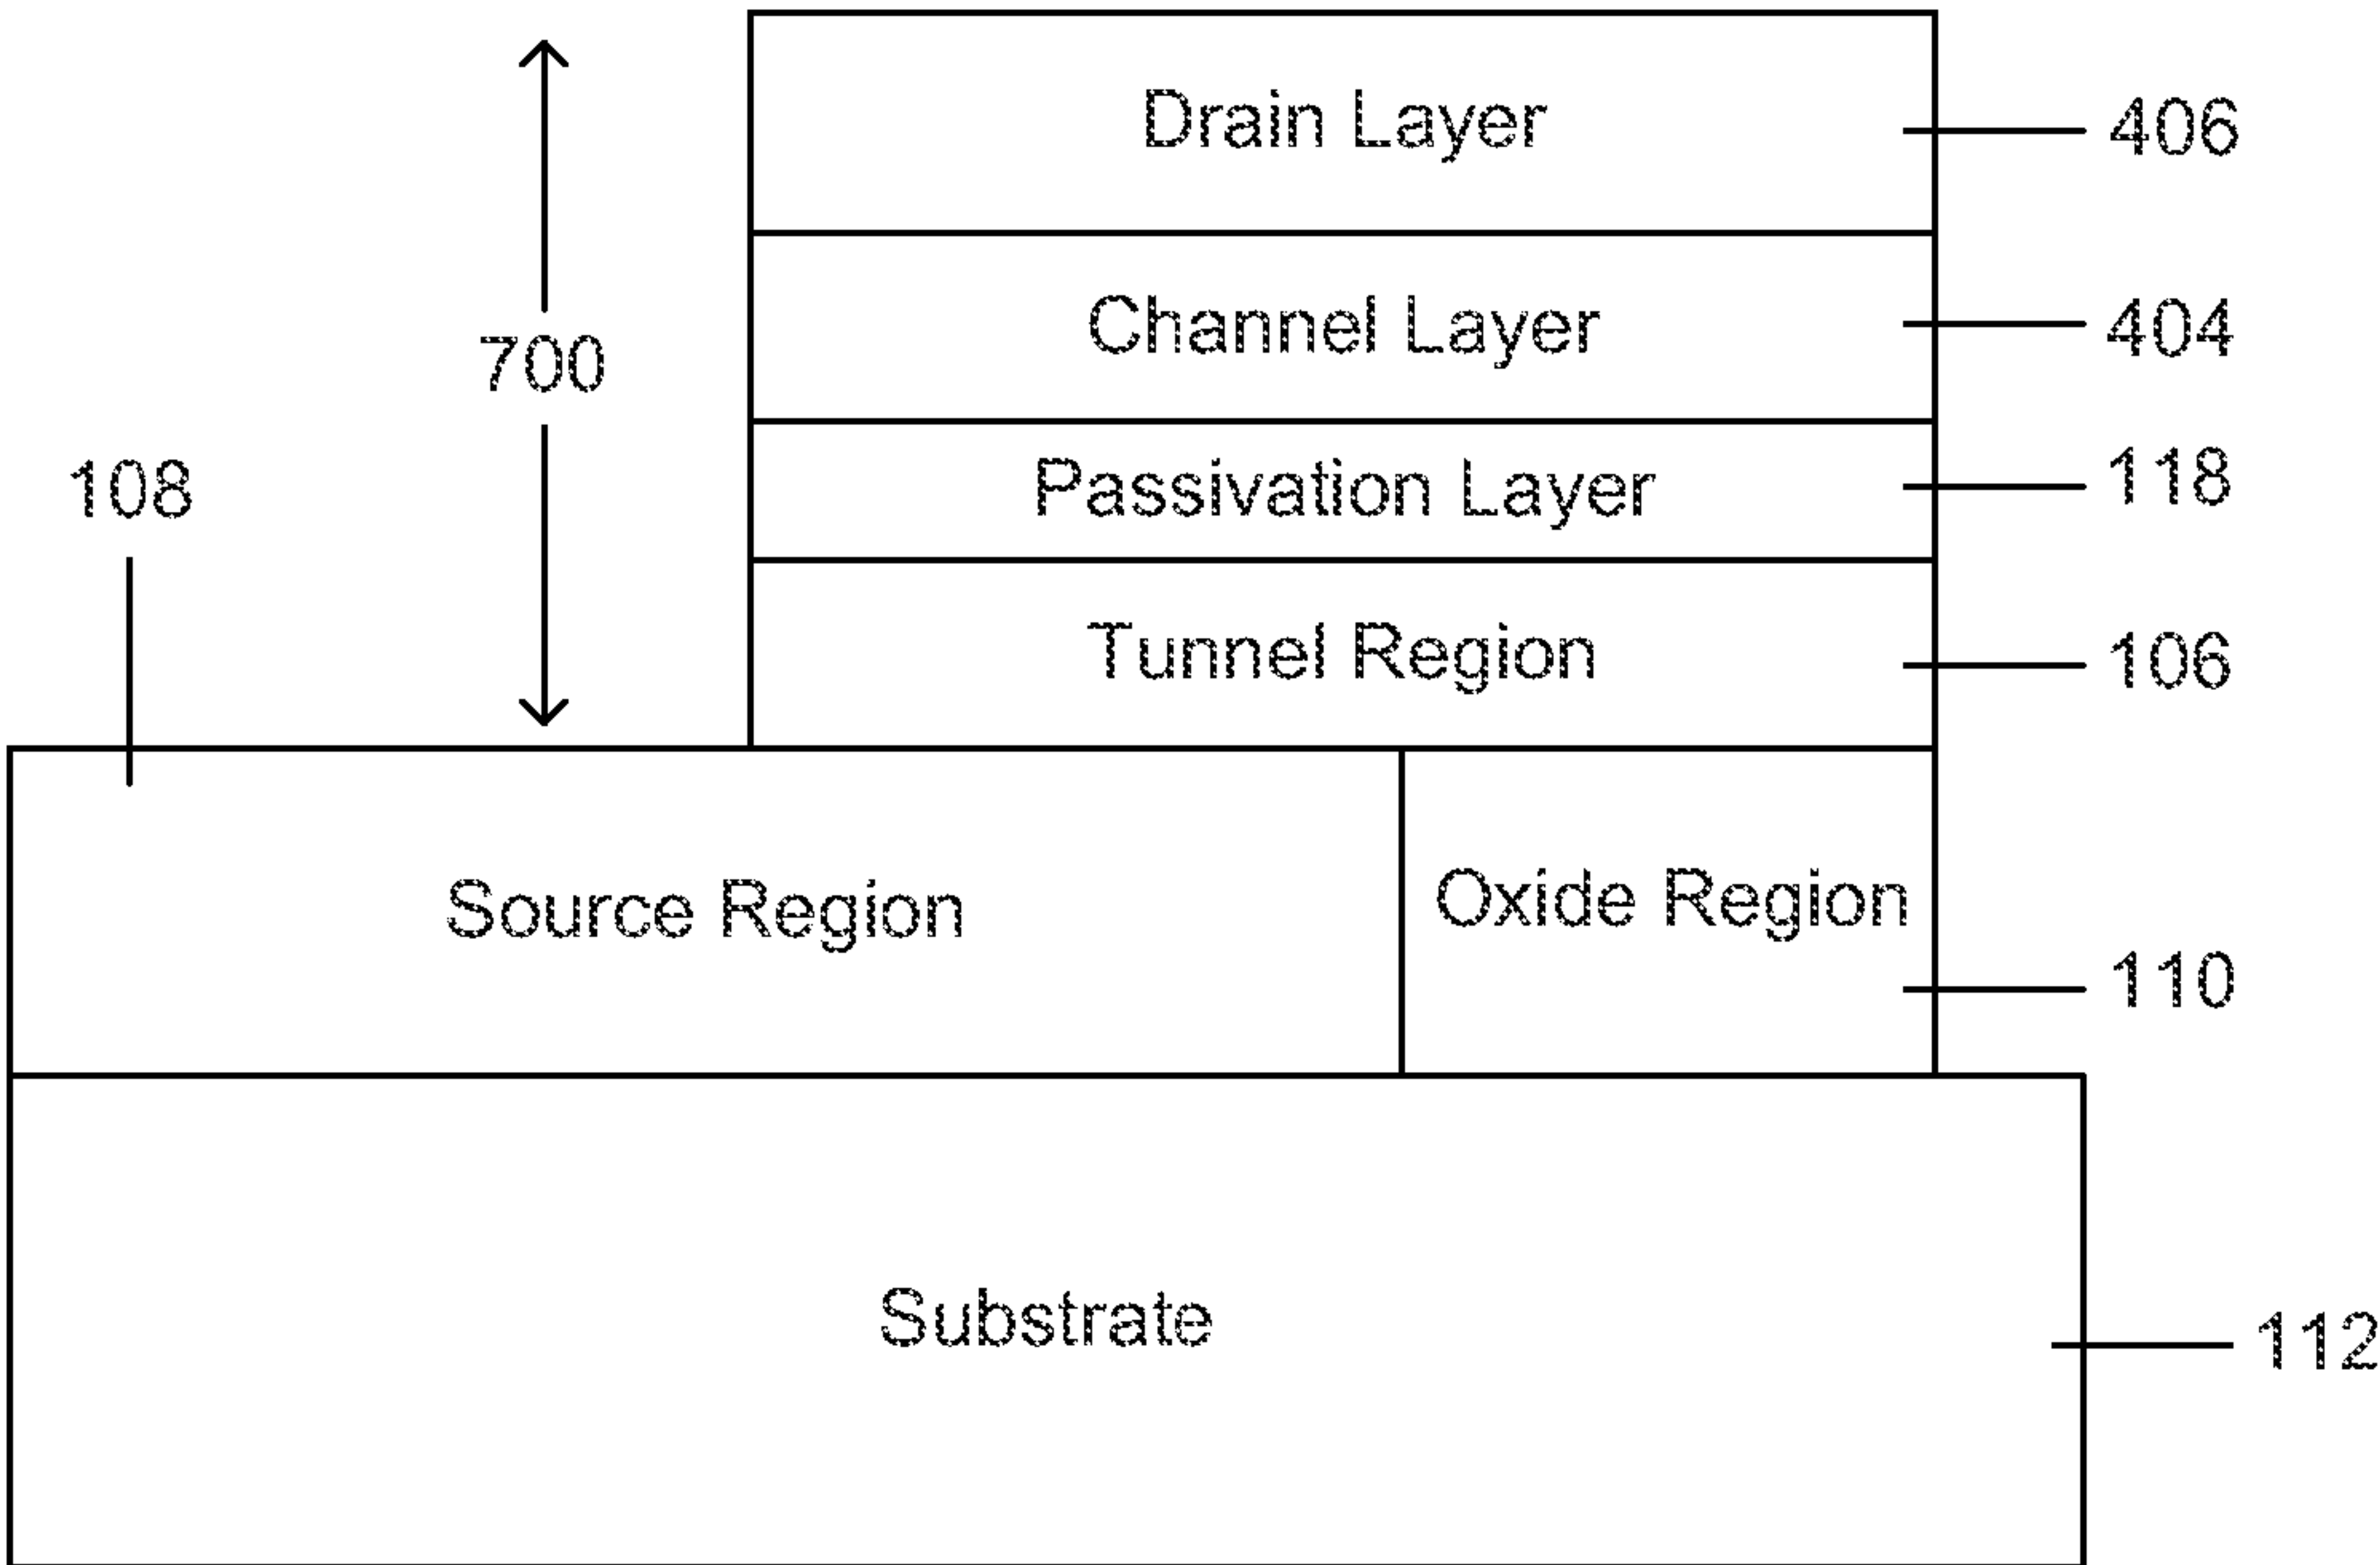 Drain Layer
406
Channel Layer
404
700
Passivation Layer
118
108
Tunnel Region
106
Source Region
Oxide Region
110
Substrate
112